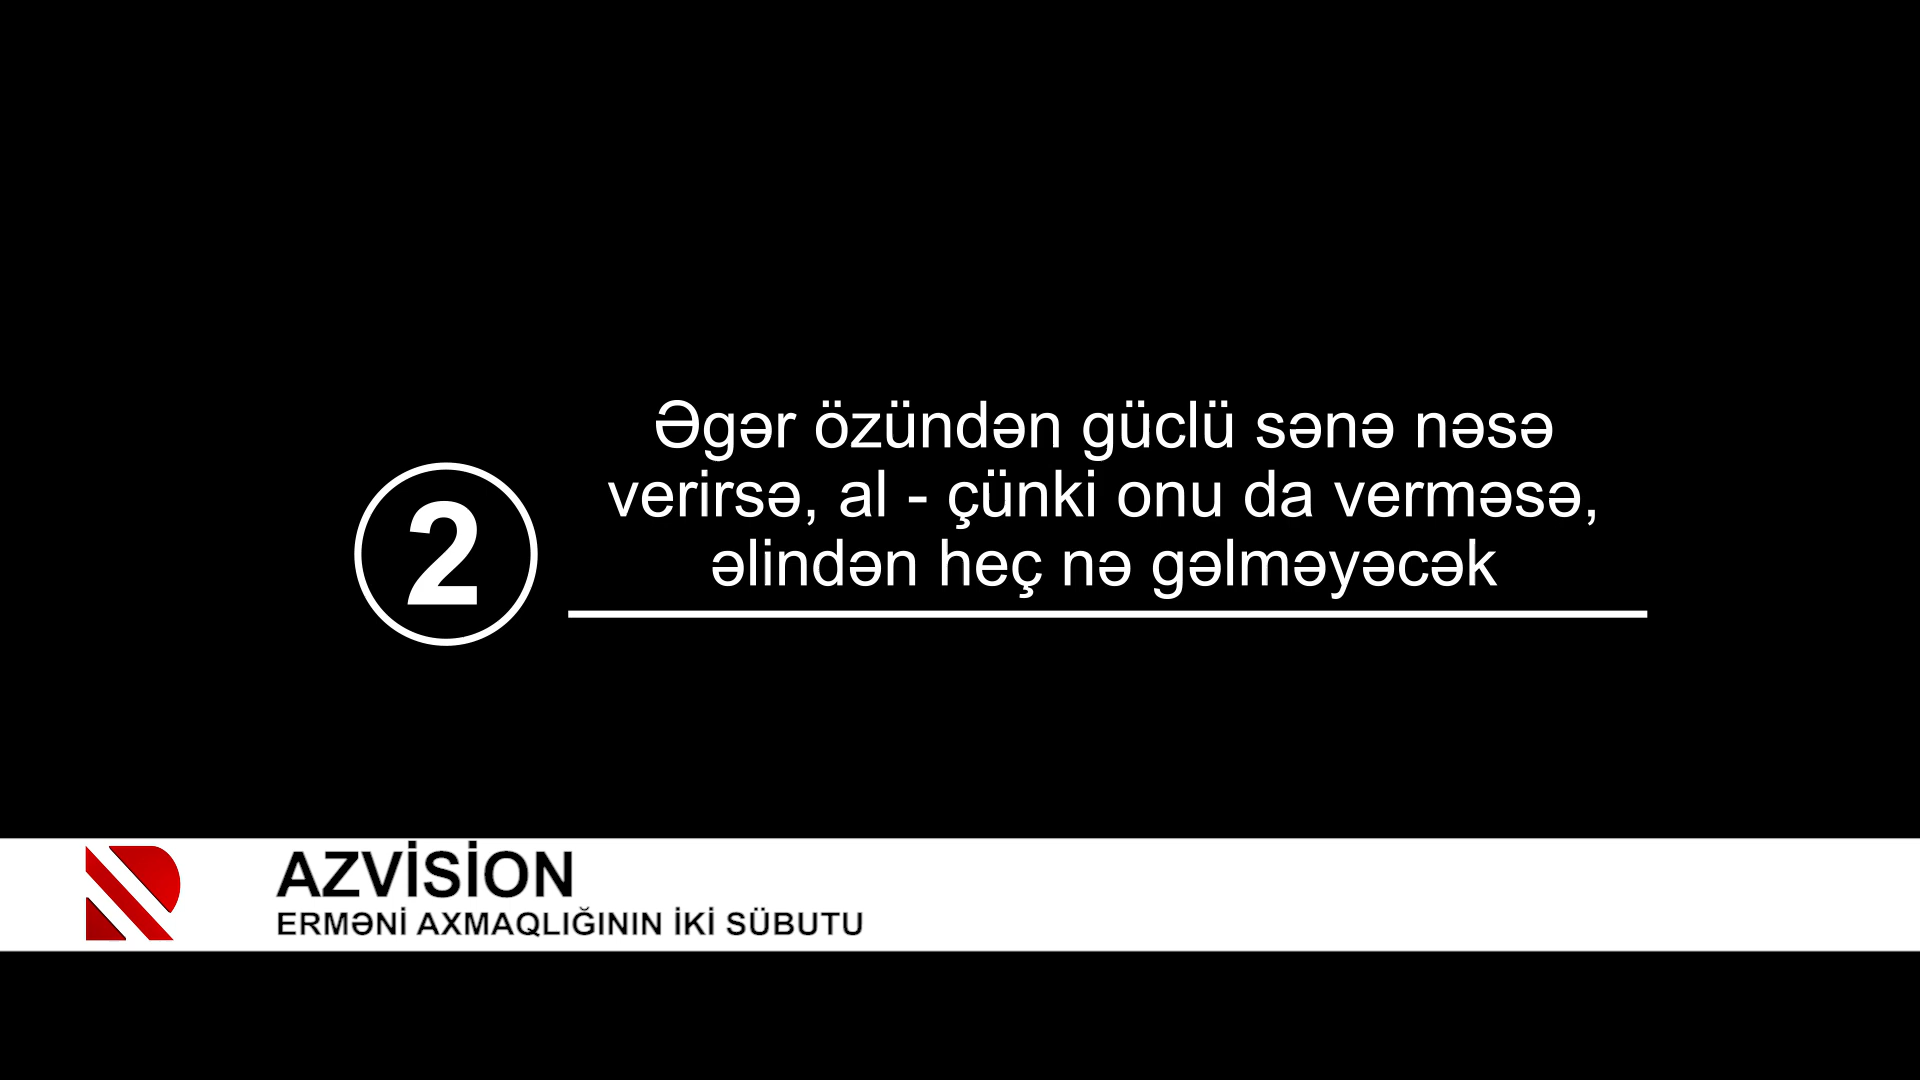 2
Əgər özündən güclü sənə nəsə
verirsə, al - çünki onu da verməsə,
əlindən heç nə gəlməyəcək
AZVİSİON
ERMƏNİ AXMAQLIĞININ İKİ SÜBUTU